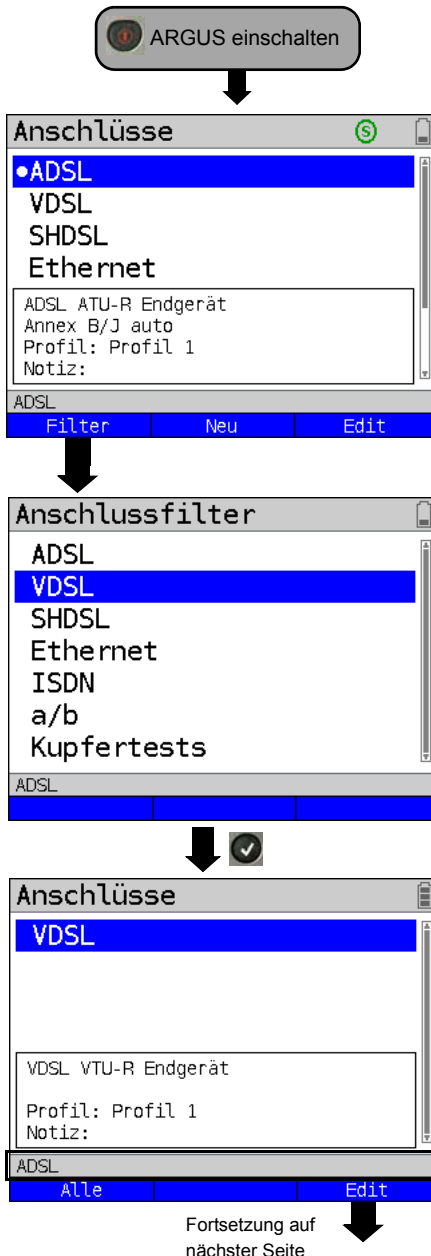 ARGUS einschalten
Anschlüsse S
ADSL
VDSL
SHDSL
Ethernet
ADSL ATU-R Endgerät
Annex B/J auto
Profil: Profil 1
Notiz:
ADSL
Filter Neu Edit
Anschlussfilter
ADSL
VDSL
SHDSL
Ethernet
ISDN
a/b
Kupfertests
ADSL
Anschlüsse
VDSL
VDSL VTU-R Endgerät
Profil: Profil 1
Notiz:
ADSL
Alle Edit
Fortsetzung auf
nächster Seite